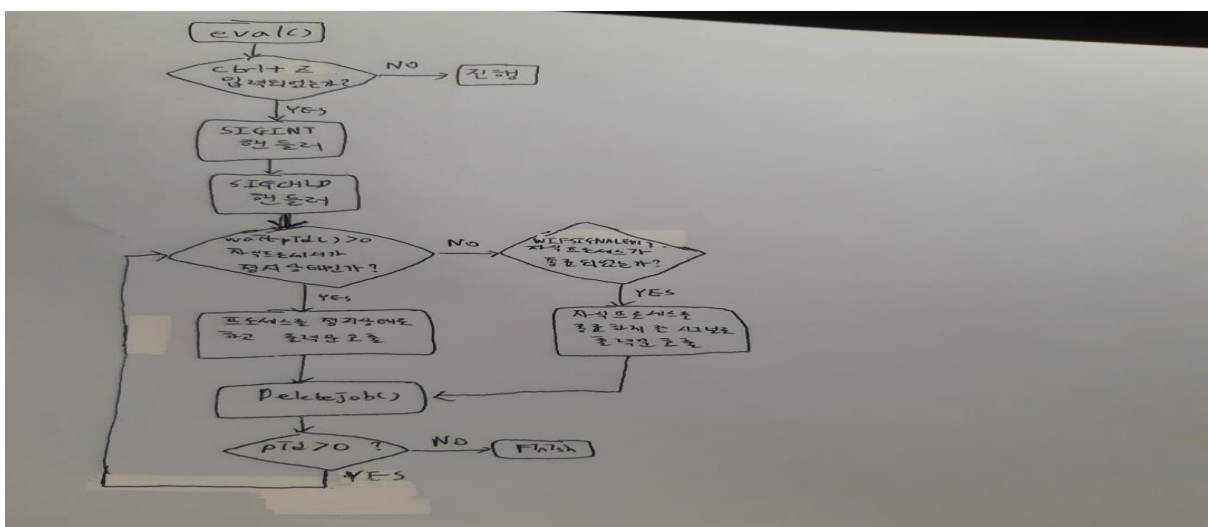 eval()
ctrl+z
입력되었는가?
NO
진행
YES
SIGINT
핸들러
SIGCHLD
핸들러
waitpid()>0
자식프로세서가
정지상태인가?
NO
WIFSIGNALED()
자식프로세스가
종료되었는가?
YES
YES
프로세스를 정지상태로
하고 출력문 호출
자식프로세스를
종료하게 한 시그널로
출력문 호출
Deletejob()
pid>0 ?
NO
Finish
YES